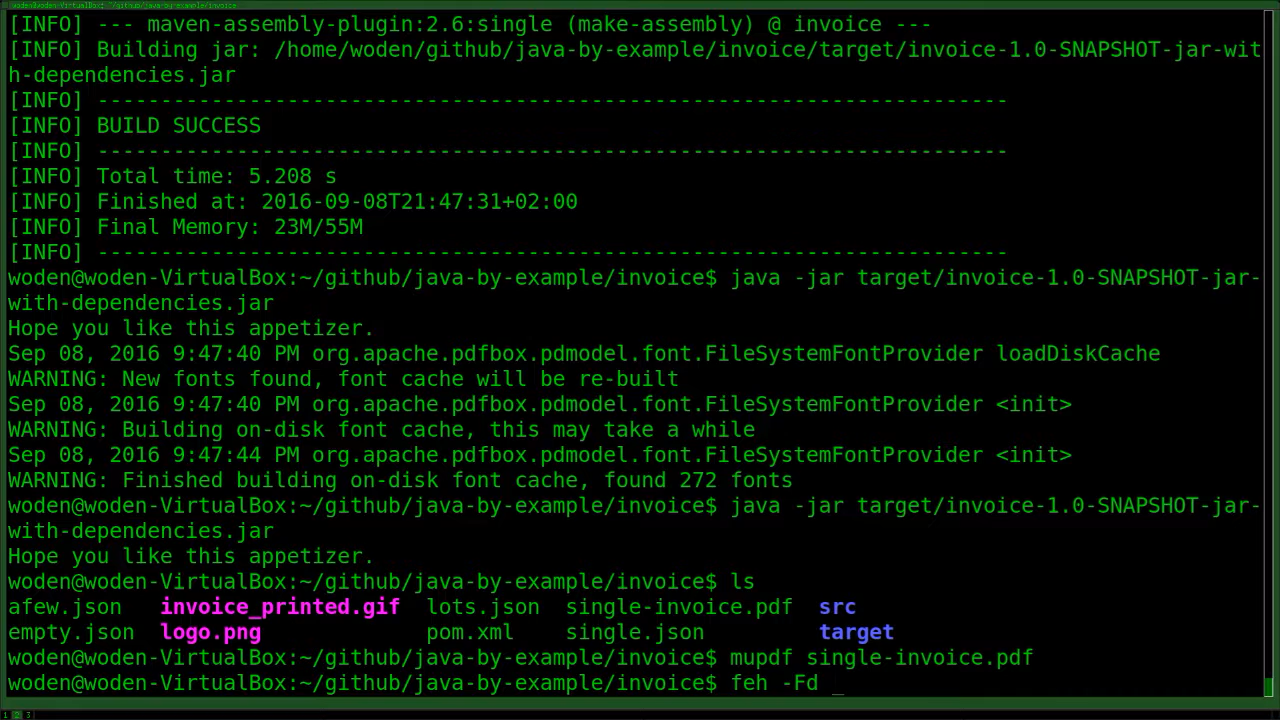 woden@woden-VirtualBox: ~/github/java-by-example/invoice
[INFO] --- maven-assembly-plugin:2.6:single (make-assembly) @ invoice ---
[INFO] Building jar: /home/woden/github/java-by-example/invoice/target/invoice-1.0-SNAPSHOT-jar-wit
h-dependencies.jar
[INFO] ------------------------------------------------------------------------
[INFO] BUILD SUCCESS
[INFO] ------------------------------------------------------------------------
[INFO] Total time: 5.208 s
[INFO] Finished at: 2016-09-08T21:47:31+02:00
[INFO] Final Memory: 23M/55M
[INFO] ------------------------------------------------------------------------
woden@woden-VirtualBox:~/github/java-by-example/invoice$ java -jar target/invoice-1.0-SNAPSHOT-jar-
with-dependencies.jar
Hope you like this appetizer.
Sep 08, 2016 9:47:40 PM org.apache.pdfbox.pdmodel.font.FileSystemFontProvider loadDiskCache
WARNING: New fonts found, font cache will be re-built
Sep 08, 2016 9:47:40 PM org.apache.pdfbox.pdmodel.font.FileSystemFontProvider <init>
WARNING: Building on-disk font cache, this may take a while
Sep 08, 2016 9:47:44 PM org.apache.pdfbox.pdmodel.font.FileSystemFontProvider <init>
WARNING: Finished building on-disk font cache, found 272 fonts
woden@woden-VirtualBox:~/github/java-by-example/invoice$ java -jar target/invoice-1.0-SNAPSHOT-jar-
with-dependencies.jar
Hope you like this appetizer.
woden@woden-VirtualBox:~/github/java-by-example/invoice$ ls
afew.json   invoice_printed.gif  lots.json  single-invoice.pdf  src
empty.json  logo.png             pom.xml    single.json         target
woden@woden-VirtualBox:~/github/java-by-example/invoice$ mupdf single-invoice.pdf
woden@woden-VirtualBox:~/github/java-by-example/invoice$ feh -Fd _
1 2 3